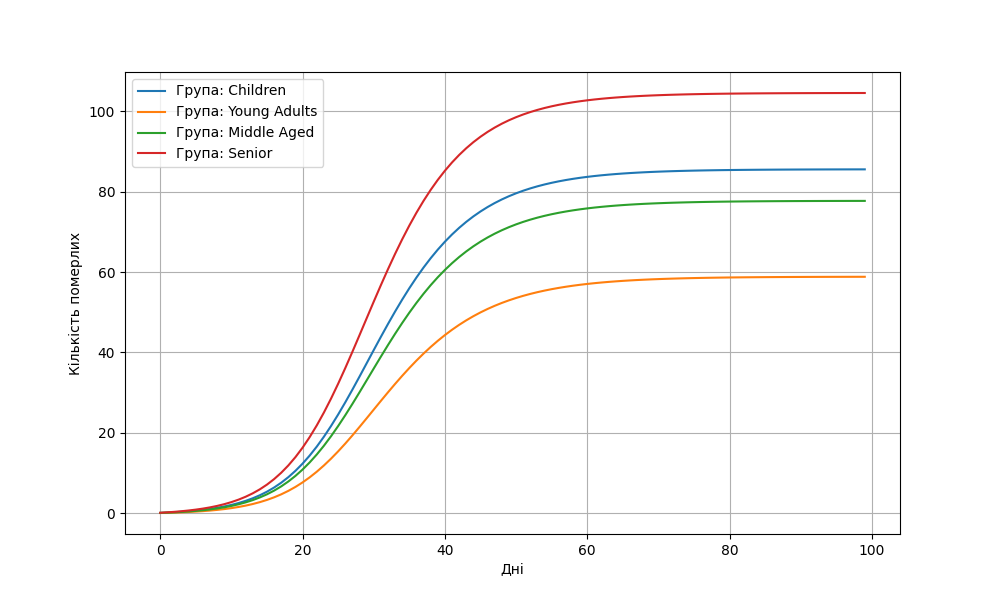 Група: Children
Група: Young Adults
Група: Middle Aged
Група: Senior
Кількість померлих
100
80
60
40
20
0
0 20 40 60 80 100
Дні